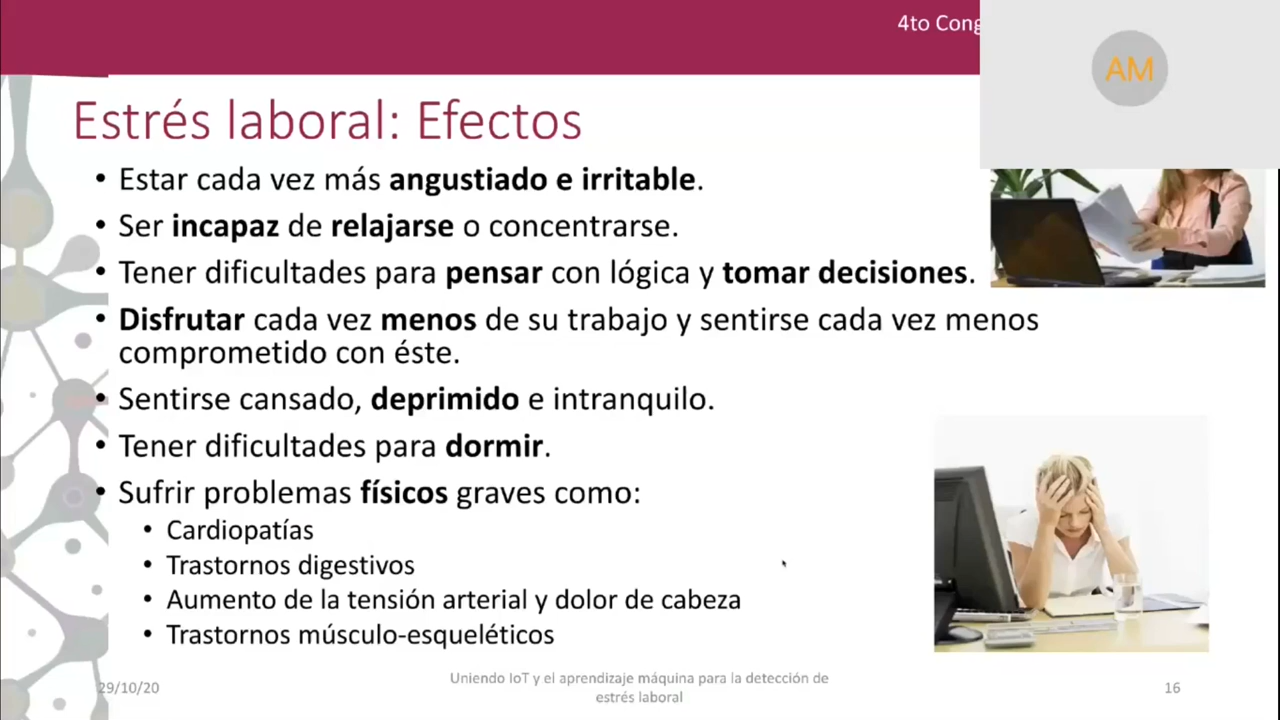 4to Cong
AM
Estrés laboral: Efectos
• Estar cada vez más angustiado e irritable.
• Ser incapaz de relajarse o concentrarse.
• Tener dificultades para pensar con lógica y tomar decisiones.
• Disfrutar cada vez menos de su trabajo y sentirse cada vez menos
comprometido con éste.
• Sentirse cansado, deprimido e intranquilo.
• Tener dificultades para dormir.
• Sufrir problemas físicos graves como:
• Cardiopatías
• Trastornos digestivos
• Aumento de la tensión arterial y dolor de cabeza
• Trastornos músculo-esqueléticos
29/10/20
Uniendo IoT y el aprendizaje máquina para la detección de
estrés laboral
16